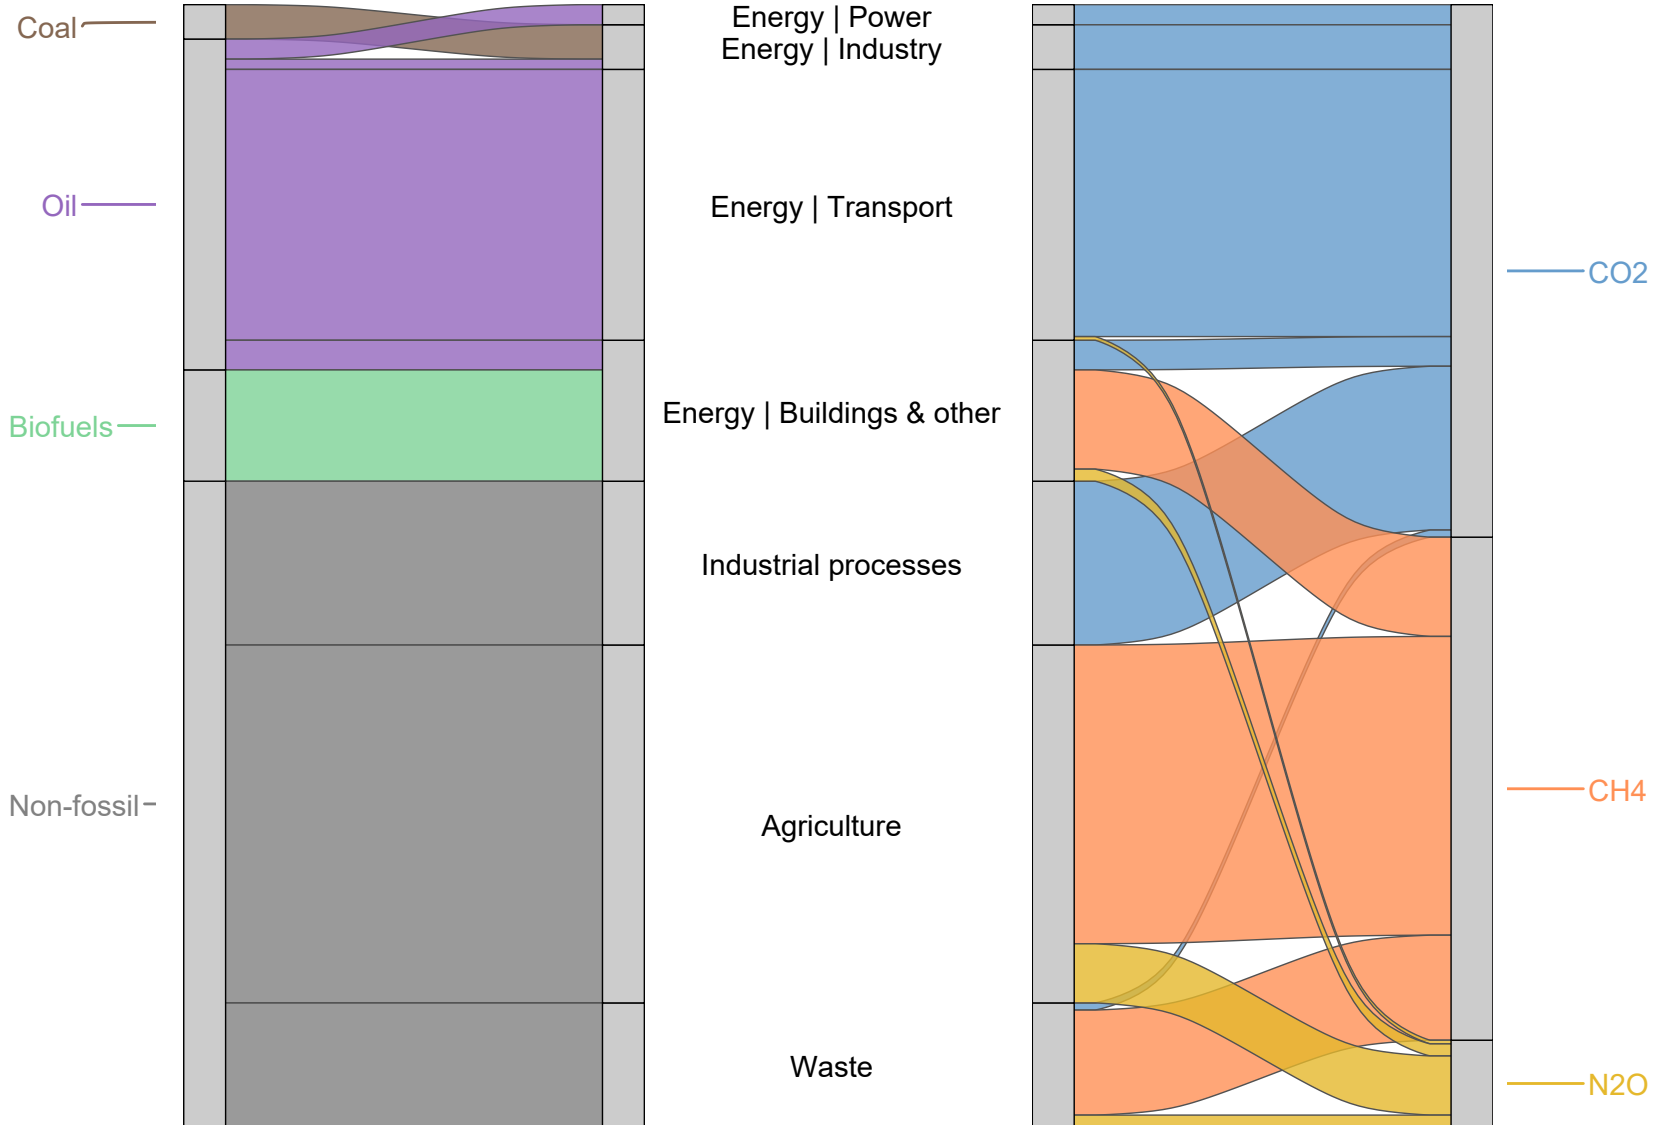 Coal
Oil
Biofuels
Non-fossil
Energy | Power
Energy | Industry
Energy | Transport
Energy | Buildings & other
Industrial processes
Agriculture
Waste
CO2
CH4
N2O